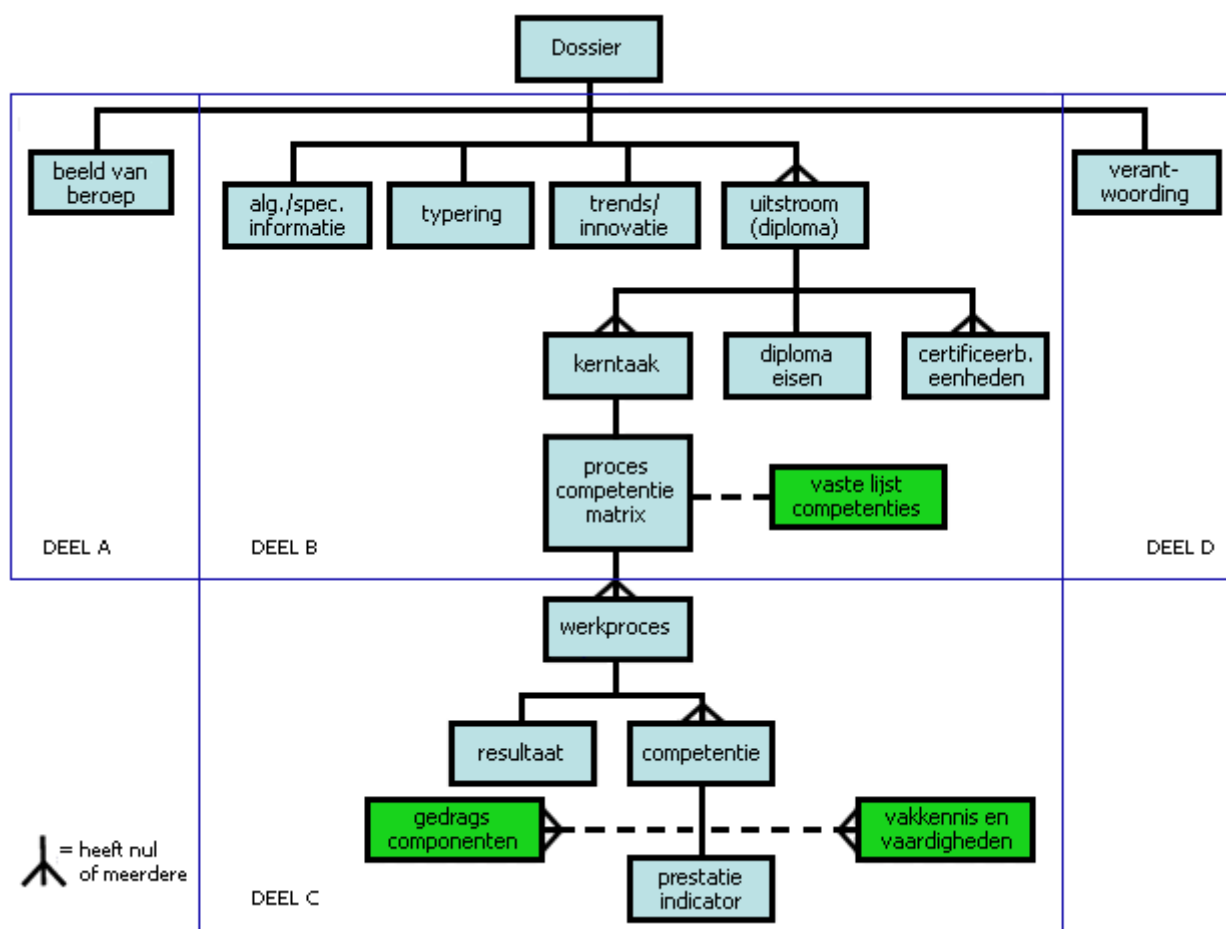 Dossier
beeld van
beroep
alg./spec.
informatie
typering
trends/
innovatie
uitstroom
(diploma)
verant-
woording
kerntaak
diploma
eisen
certificeerb.
eenheden
proces
competentie
matrix
vaste lijst
competenties
DEEL A
DEEL B
DEEL D
werkproces
resultaat
competentie
gedrags
componenten
vakkennis en
vaardigheden
= heeft nul
of meerdere
prestatie
indicator
DEEL C